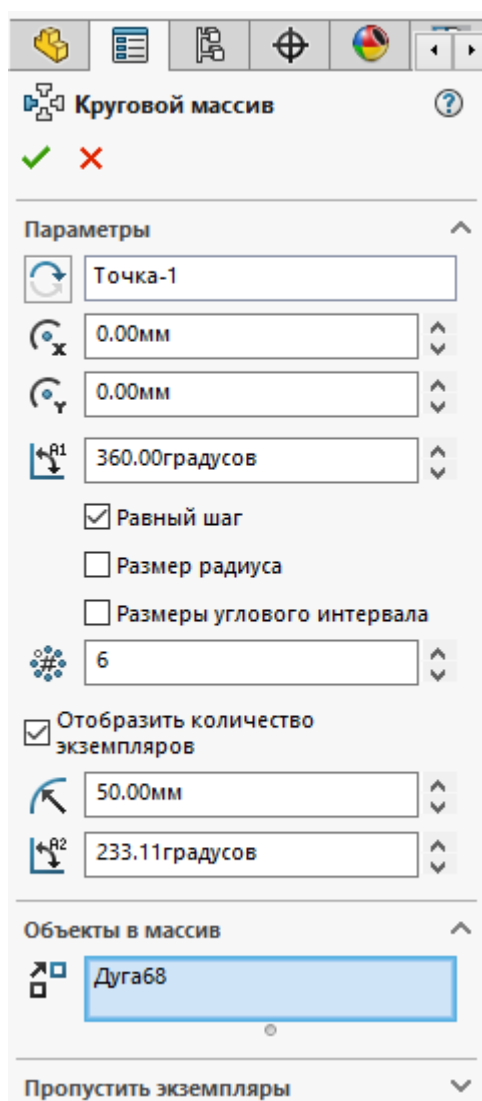 Круговой массив
Параметры
Точка-1
0.00мм
0.00мм
360.00градусов
Равный шаг
Размер радиуса
Размеры углового интервала
6
Отобразить количество
экземпляров
50.00мм
233.11градусов
Объекты в массив
Дуга68
Пропустить экземпляры